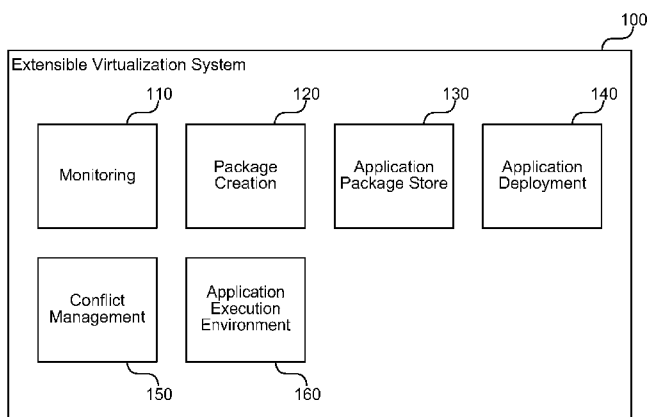 100
Extensible Virtualization System
110
120
130
140
Monitoring
Package
Creation
Application
Package Store
Application
Deployment
Conflict
Management
Application
Execution
Environment
150
160